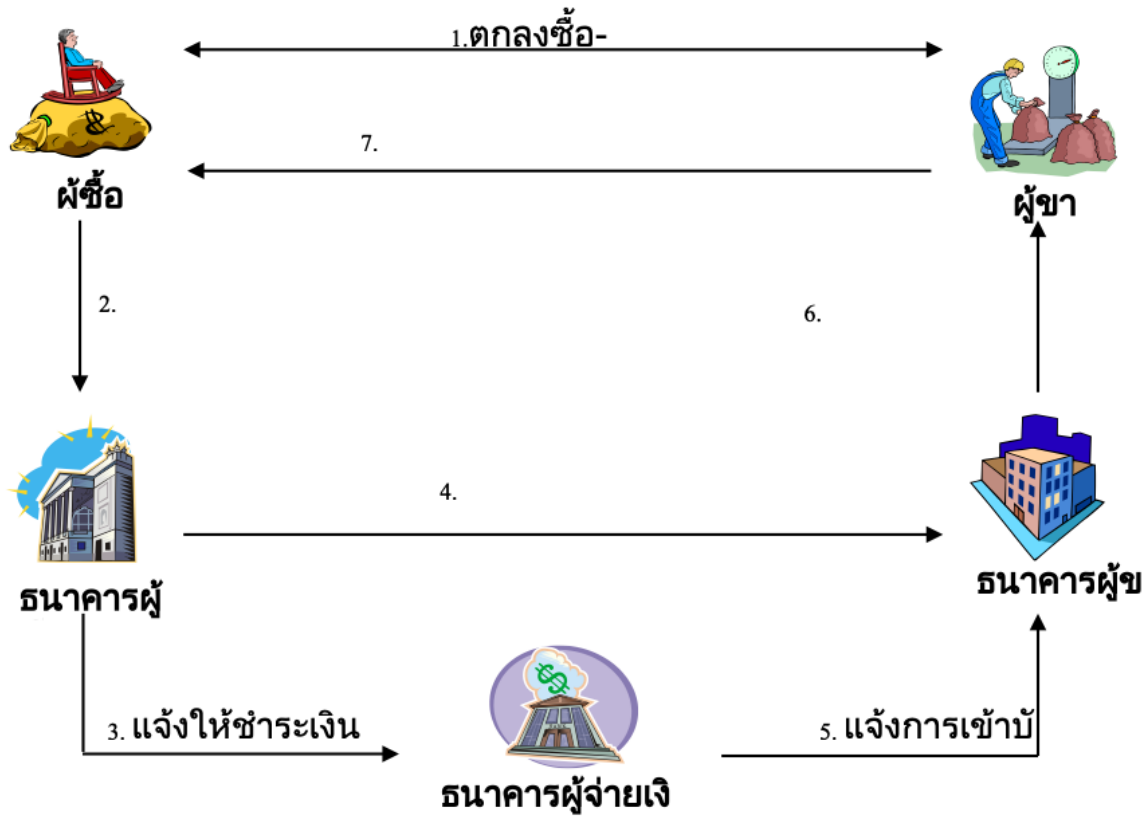 1.ตกลงซื้อ-
7.
ผ้ซื้อ
ผู้ขา
2.
6.
4.
ธนาคารผู้
ธนาคารผู้ข
3. แจ้งให้ชำระเงิน
5. แจ้งการเข้าบั
ธนาคารผู้จ่ายเงิ